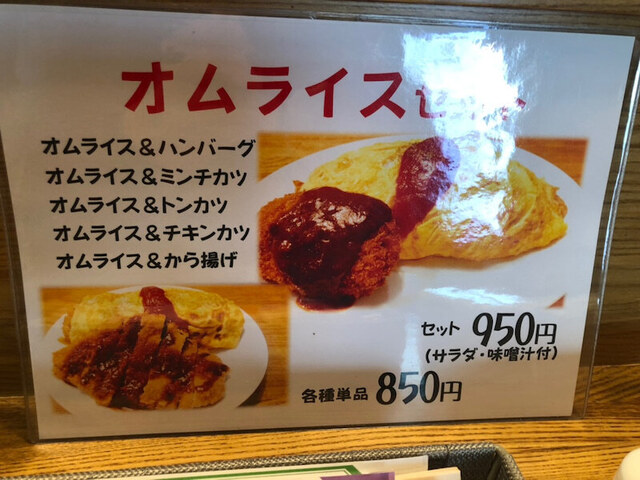 オムライスセット
オムライス&ハンバーグ
オムライス&ミンチカツ
オムライス&トンカツ
オムライス&チキンカツ
オムライス&から揚げ
セット 950円
(サラダ・味噌汁付)
各種単品 850円